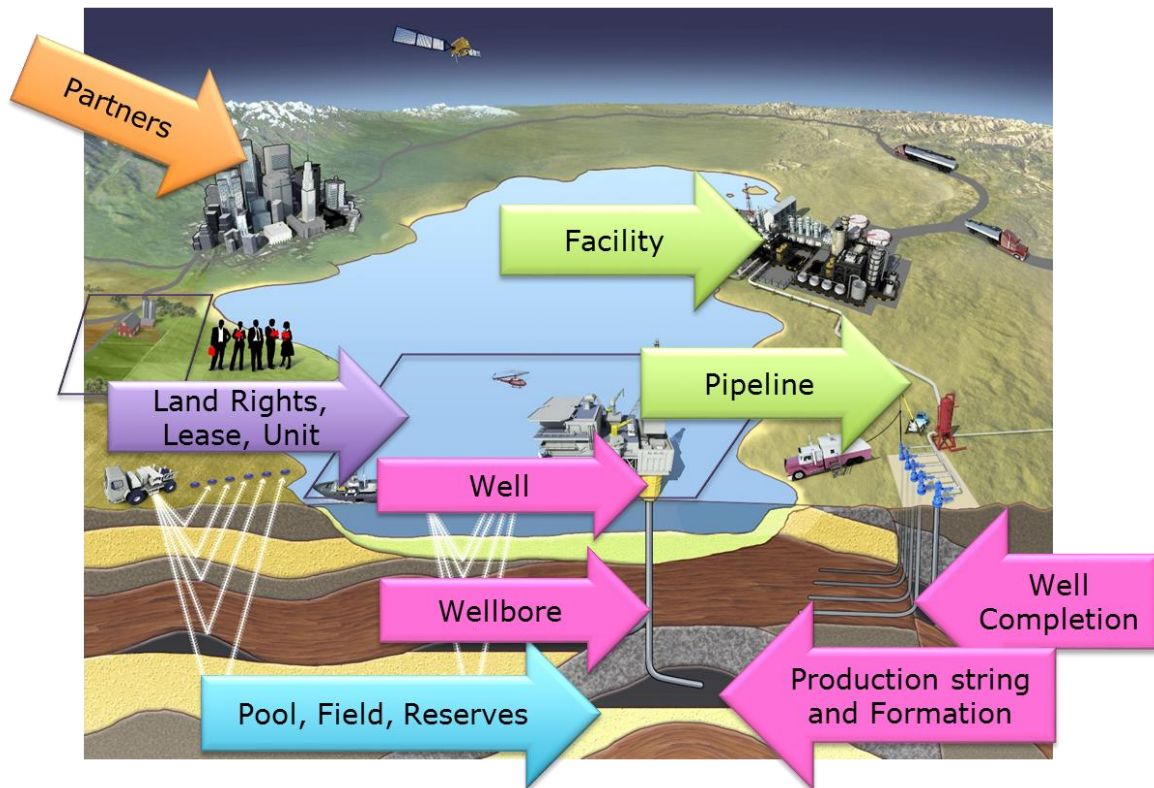 Partners
Facility
Pipeline
Land Rights,
Lease, Unit
Well
Wellbore
Well
Completion
Production string
and Formation
Pool, Field, Reserves